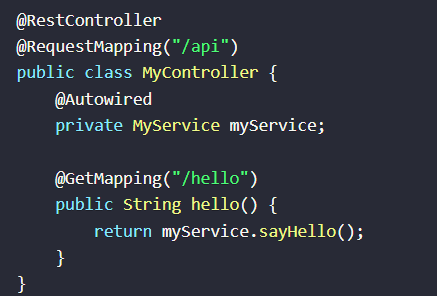 @RestController
@RequestMapping("/api")
public class MyController {
    @Autowired
    private MyService myService;

    @GetMapping("/hello")
    public String hello() {
        return myService.sayHello();
    }
}